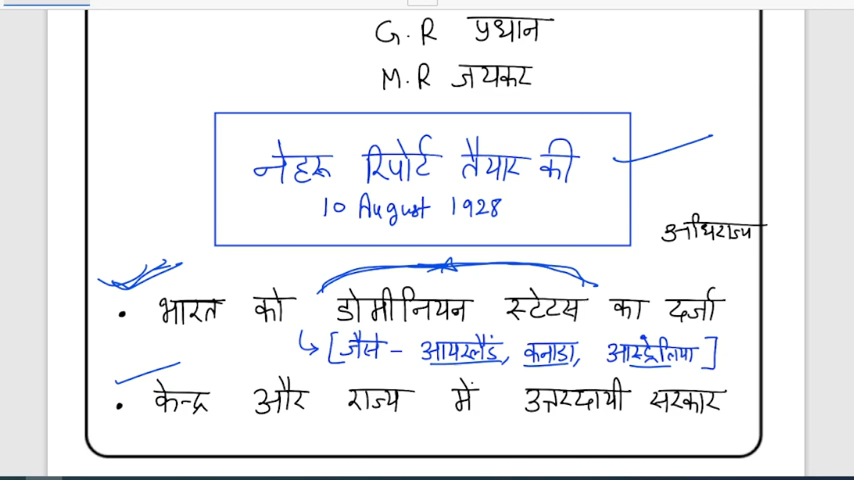 G.R प्रधान
M.R जयकर
नेहरू रिपोर्ट तैयार की
10 August 1928
अधिराज्य
• भारत को डोमीनियन स्टेटस का दर्जा
↳ [जैसे - आयरलैंड, कनाडा, आस्ट्रेलिया]
• केन्द्र और राज्य में उत्तरदायी सरकार